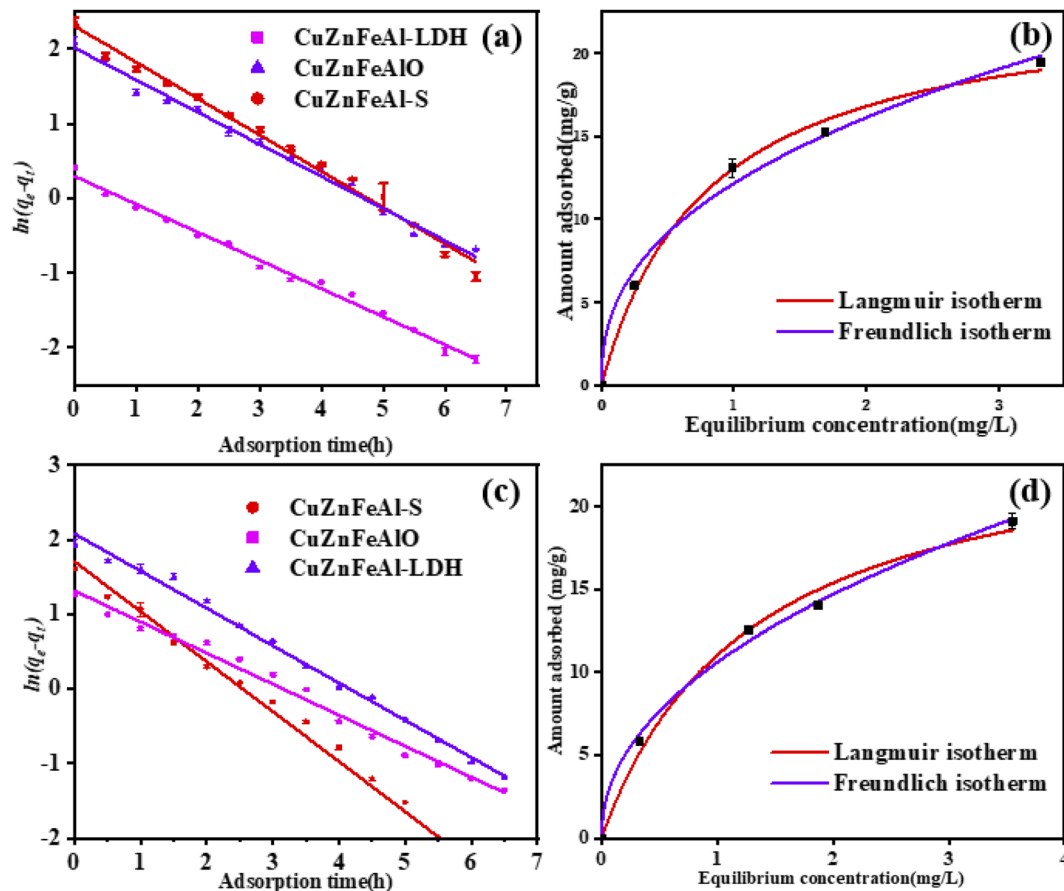 (a)
CuZnFeAl-LDH
CuZnFeAlO
CuZnFeAl-S
ln(qe-qt)
2
1
0
-1
-2
0 1 2 3 4 5 6 7
Adsorption time(h)
(b)
Amount adsorbed(mg/g)
20
15
10
5
0
Langmuir isotherm
Freundlich isotherm
0 1 2 3
Equilibrium concentration(mg/L)
(c)
CuZnFeAl-S
CuZnFeAlO
CuZnFeAl-LDH
ln(qe-qt)
3
2
1
0
-1
-2
0 1 2 3 4 5 6 7
Adsorption time(h)
(d)
Amount adsorbed (mg/g)
20
15
10
5
0
Langmuir isotherm
Freundlich isotherm
0 1 2 3 4
Equilibrium concentration(mg/L)